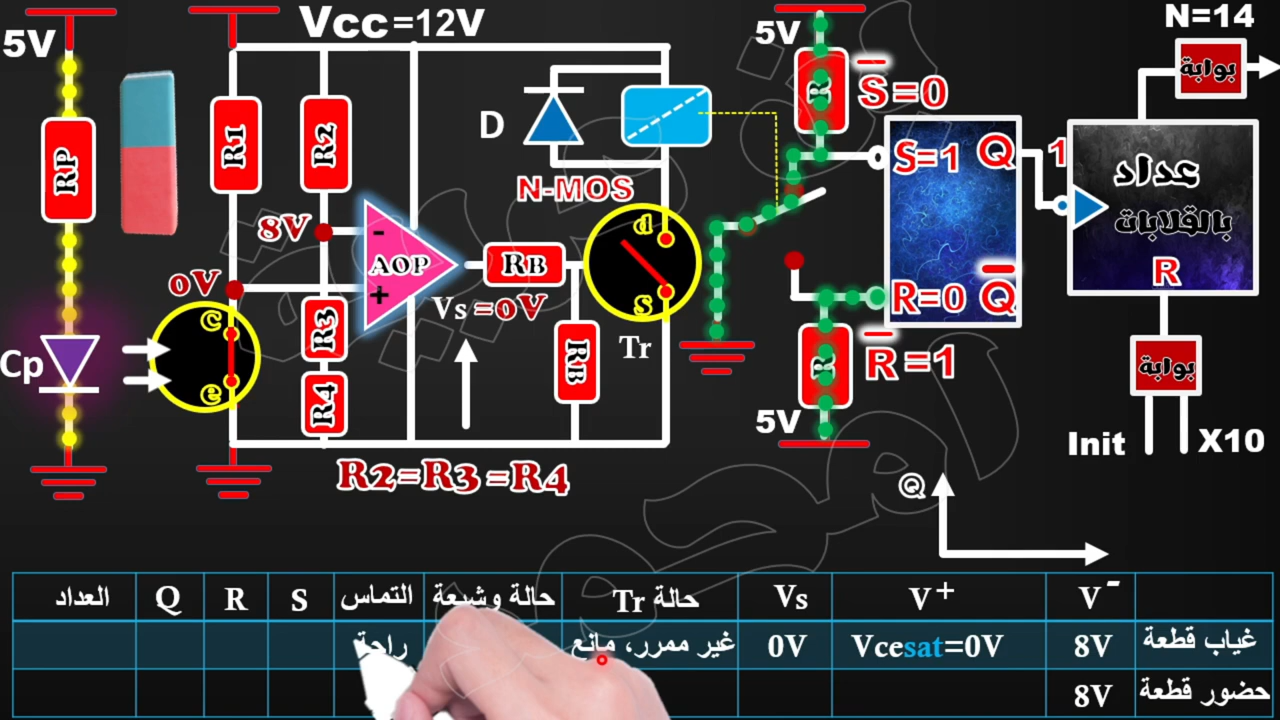 5V
Vcc=12V
5V
N=14
بوابة
S=0
R
R1
R2
RP
D
N-MOS
S=1
Q
1
عداد
بالقلابات
R
8V
-
AOP
+
RB
d
S
0V
Vs=0V
R=0
Q
c
e
R3
R4
RB
Tr
Cp
R
R=1
5V
بوابة
Init
X10
R2=R3=R4
Q
V-
V+
Vs
حالة Tr
حالة وشيعة
التماس
S
R
Q
العداد
غياب قطعة
8V
Vcesat=0V
0V
غير ممرر، مانع
راحة
حضور قطعة
8V